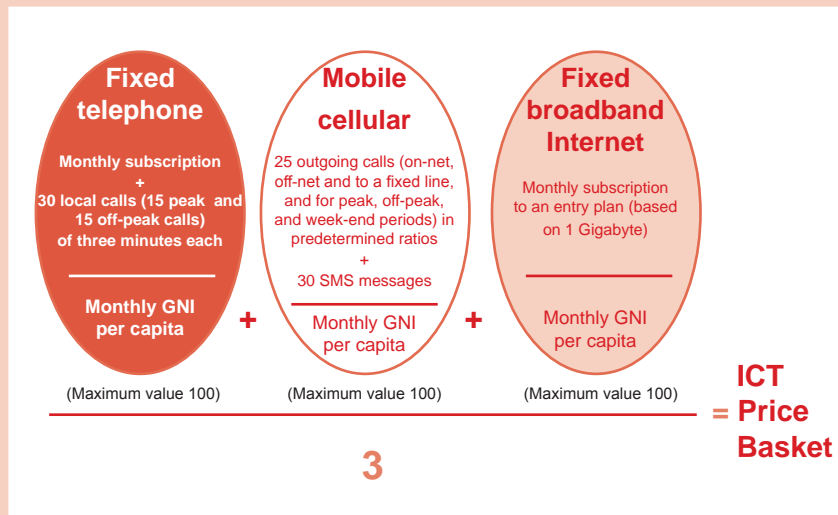 Fixed
telephone
Monthly subscription
+
30 local calls (15 peak and
15 off-peak calls)
of three minutes each
Monthly GNI
per capita
(Maximum value 100)
+
Mobile
cellular
25 outgoing calls (on-net,
off-net and to a fixed line,
and for peak, off-peak,
and week-end periods) in
predetermined ratios
+
30 SMS messages
Monthly GNI
per capita
(Maximum value 100)
+
Fixed
broadband
Internet
Monthly subscription
to an entry plan (based
on 1 Gigabyte)
Monthly GNI
per capita
(Maximum value 100)
3
= ICT
Price
Basket